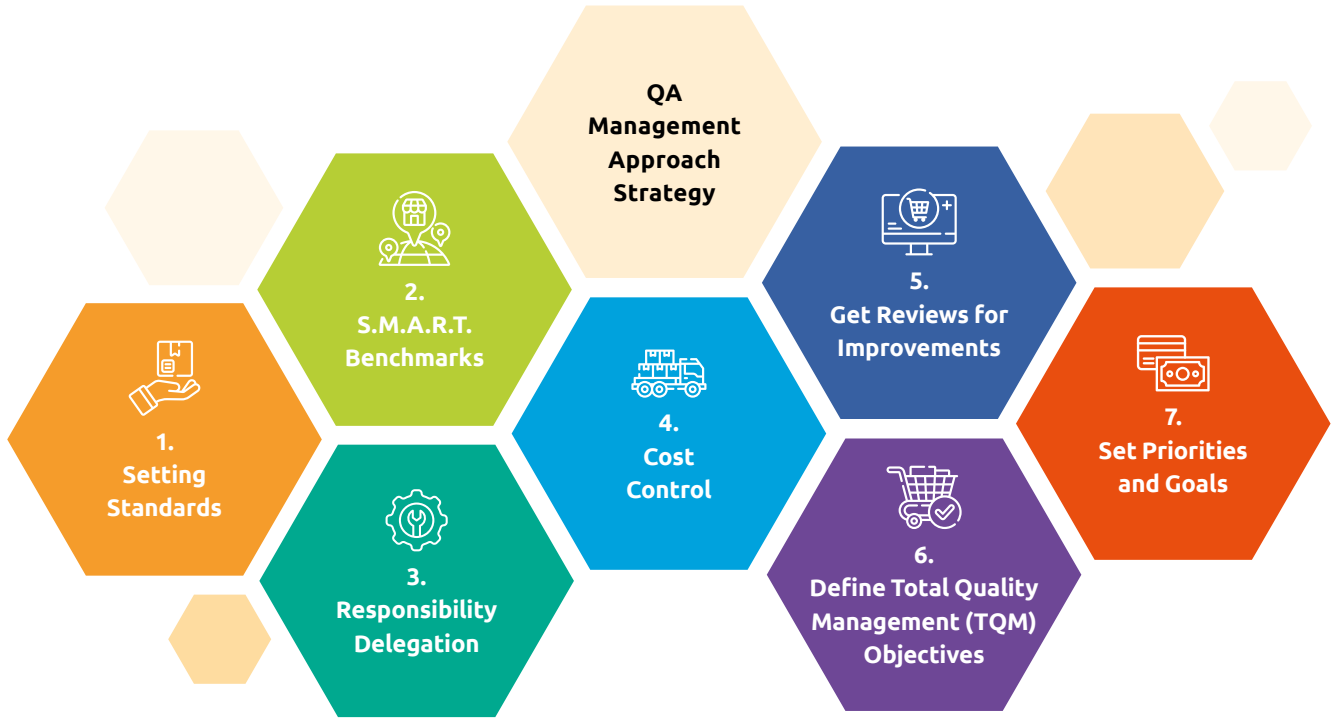 QA
Management
Approach
Strategy
1.
Setting
Standards
2.
S.M.A.R.T.
Benchmarks
3.
Responsibility
Delegation
4.
Cost
Control
5.
Get Reviews for
Improvements
6.
Define Total Quality
Management (TQM)
Objectives
7.
Set Priorities
and Goals